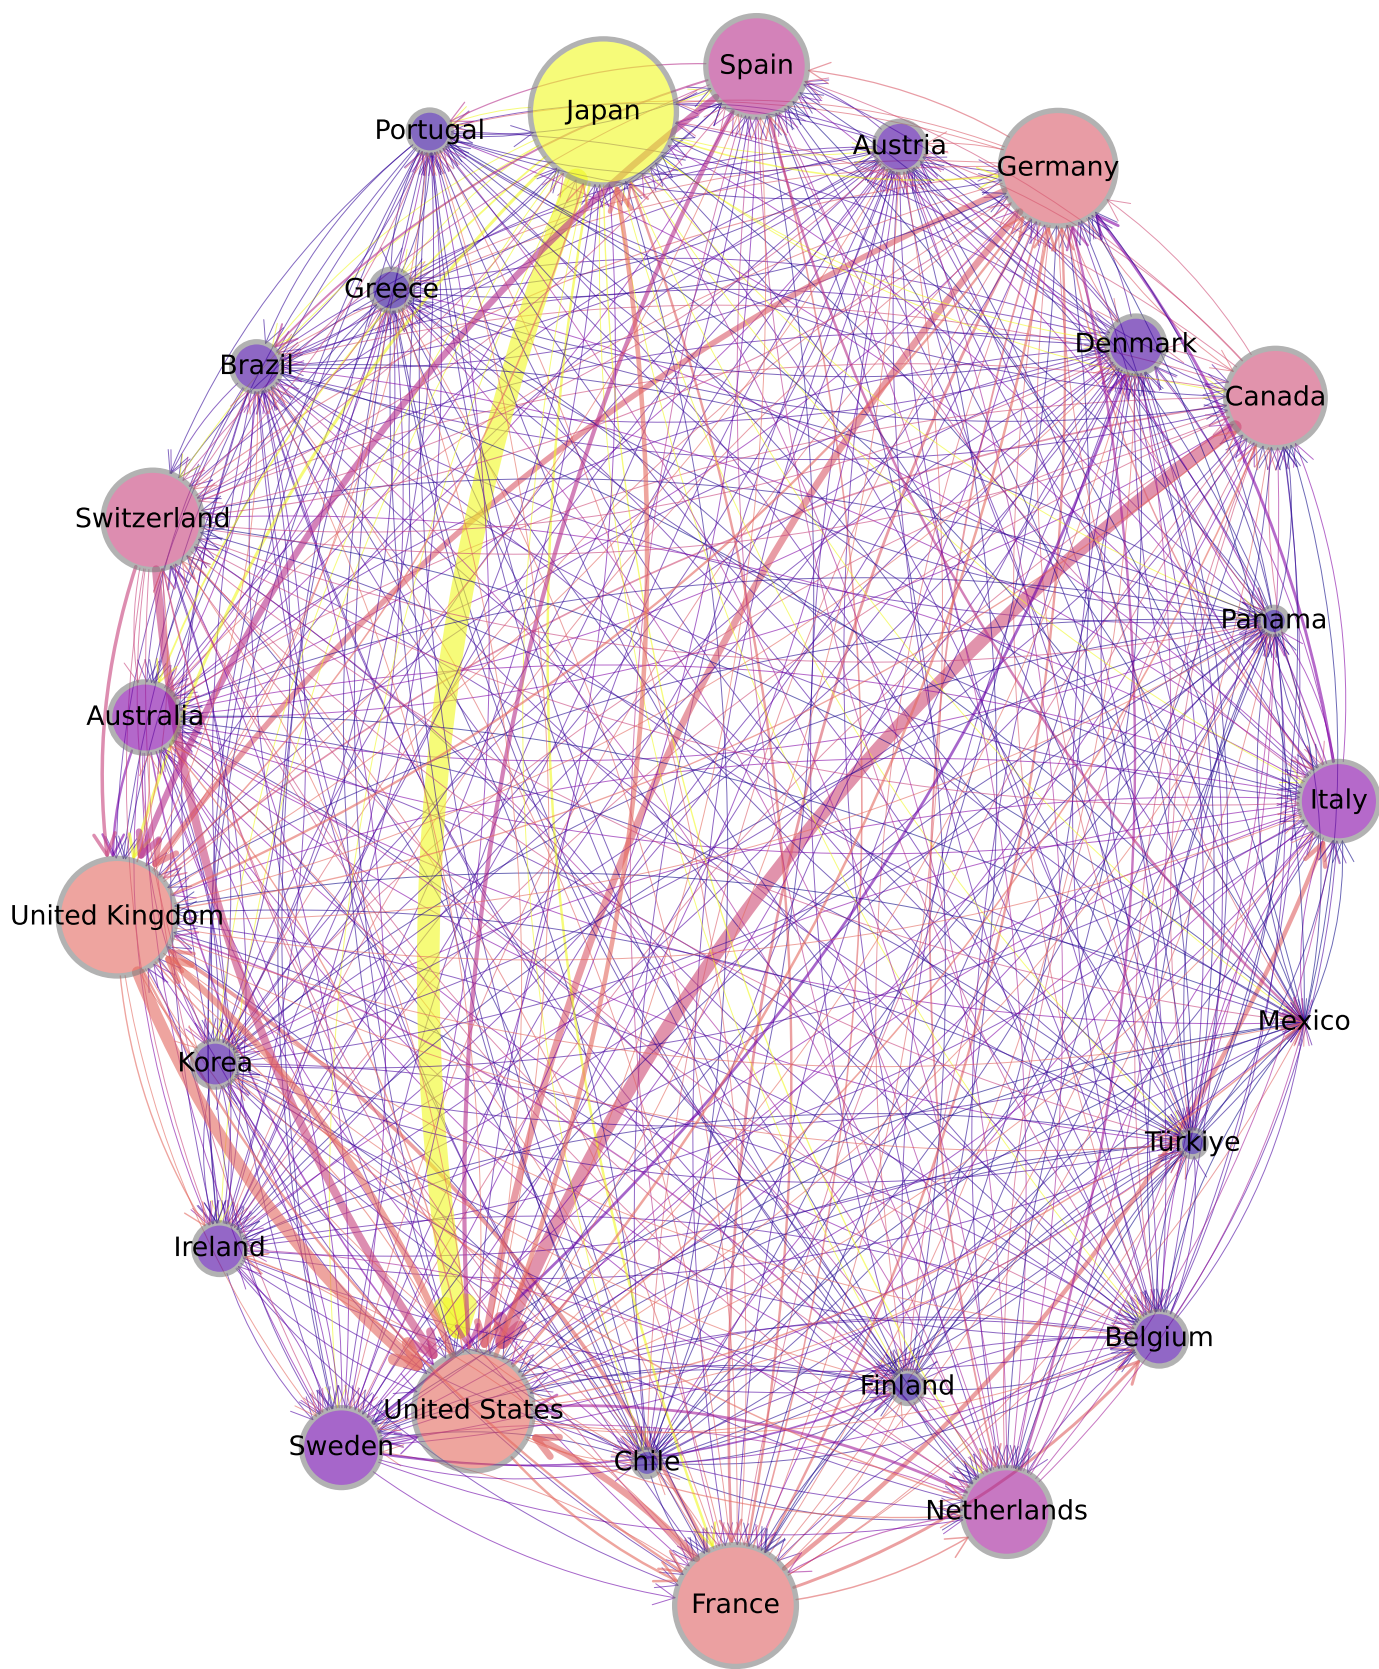 Spain
Japan
Portugal
Austria
Germany
Greece
Denmark
Brazil
Canada
Switzerland
Panama
Australia
Italy
United Kingdom
Mexico
Korea
Türkiye
Ireland
Belgium
Finland
United States
Sweden
Chile
Netherlands
France